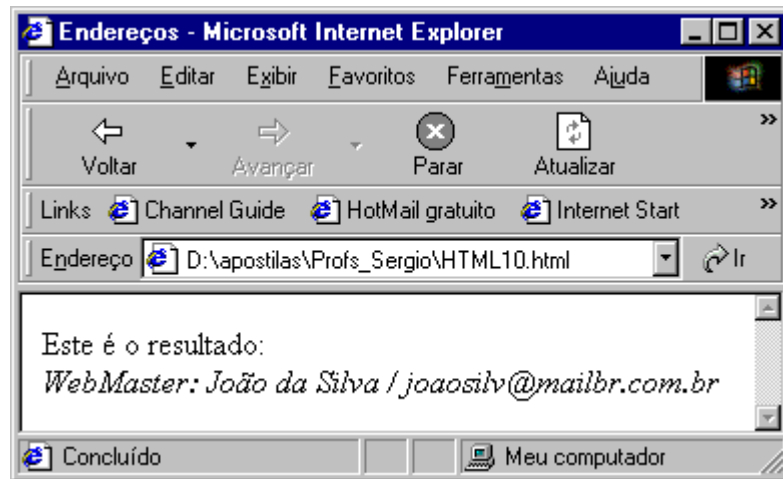 Endereços - Microsoft Internet Explorer
Arquivo Editar Exibir Favoritos Ferramentas Ajuda
Voltar Avançar Parar Atualizar »
Links Channel Guide HotMail gratuito Internet Start »
Endereço D:\apostilas\Profs_Sergio\HTML10.html Ir
Este é o resultado:
WebMaster: João da Silva / joaosilv@mailbr.com.br
Concluído Meu computador